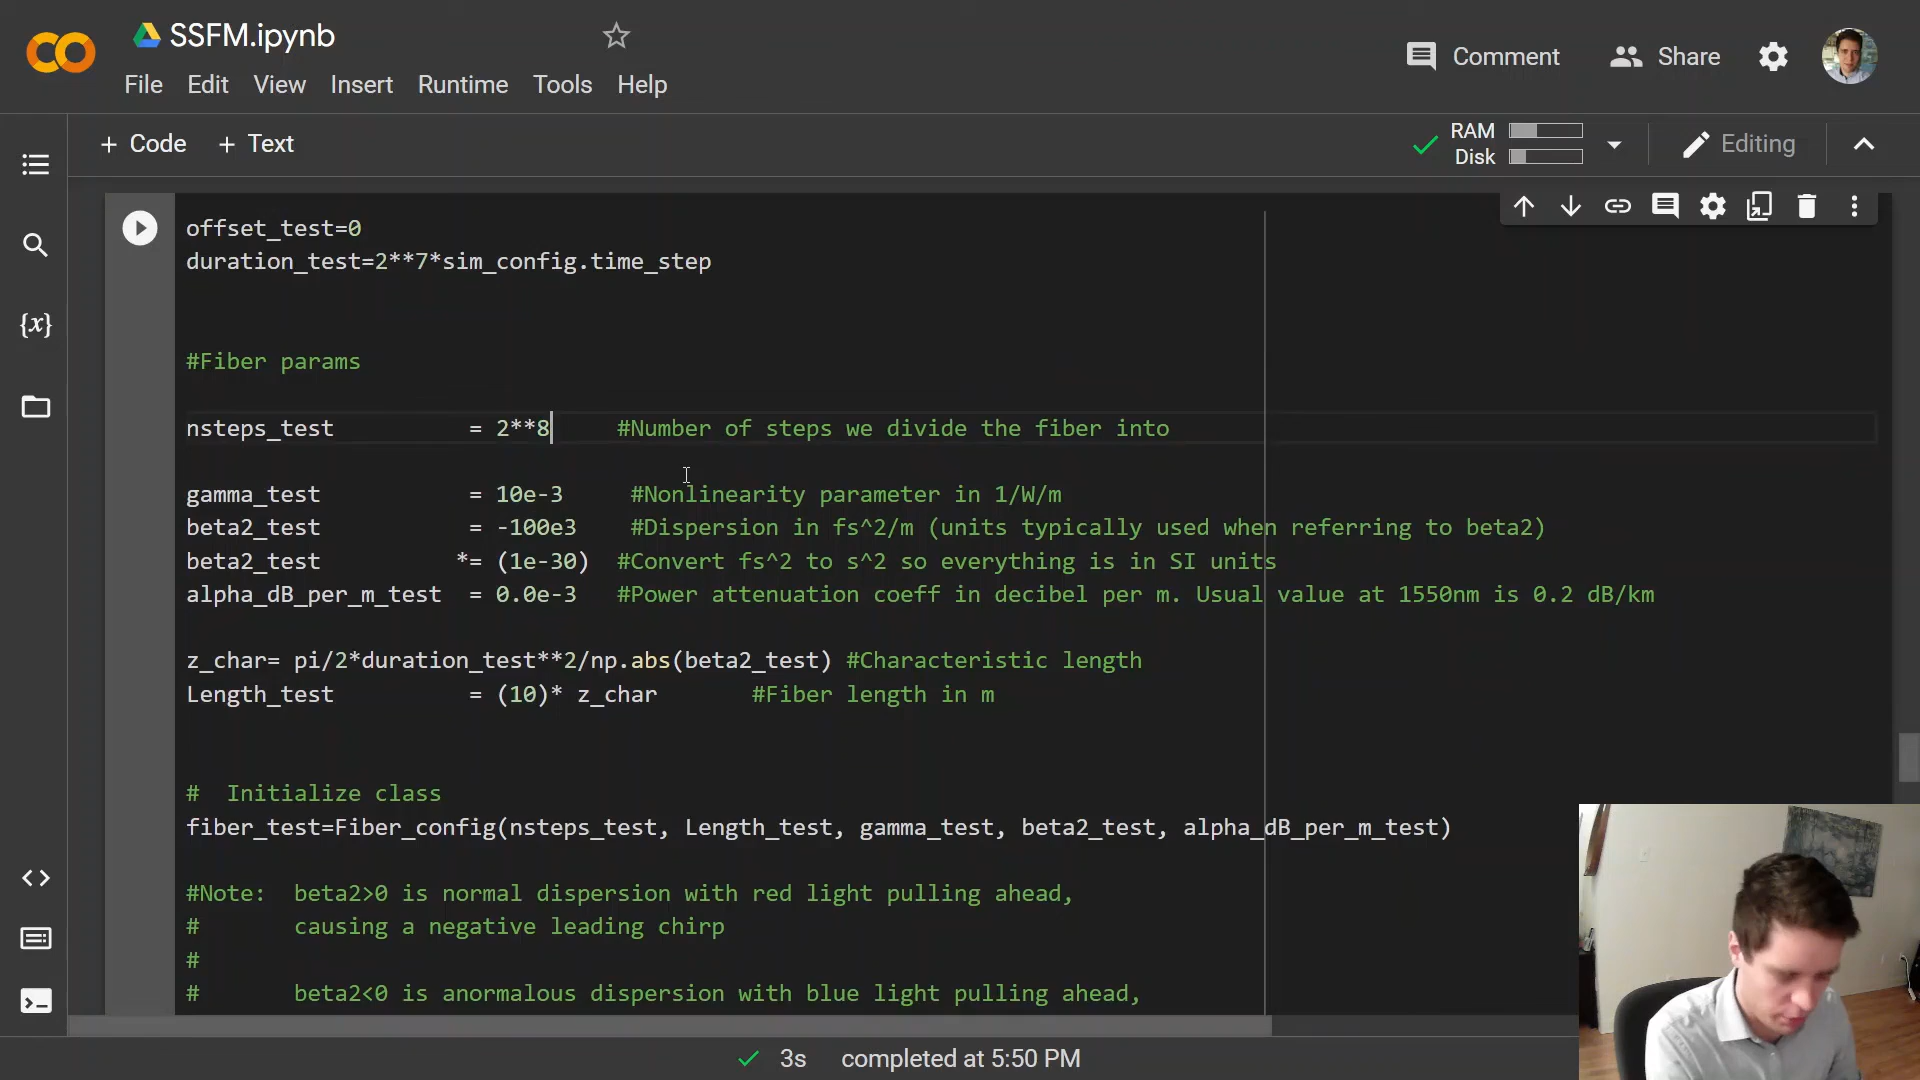 SSFM.ipynb
File Edit View Insert Runtime Tools Help
Comment Share
+ Code + Text
RAM
Disk
Editing
{x}
offset_test=0
duration_test=2**7*sim_config.time_step
#Fiber params
nsteps_test = 2**8 #Number of steps we divide the fiber into
gamma_test = 10e-3 #Nonlinearity parameter in 1/W/m
beta2_test = -100e3 #Dispersion in fs^2/m (units typically used when referring to beta2)
beta2_test *= (1e-30) #Convert fs^2 to s^2 so everything is in SI units
alpha_dB_per_m_test = 0.0e-3 #Power attenuation coeff in decibel per m. Usual value at 1550nm is 0.2 dB/km
z_char= pi/2*duration_test**2/np.abs(beta2_test) #Characteristic length
Length_test = (10)* z_char #Fiber length in m
# Initialize class
fiber_test=Fiber_config(nsteps_test, Length_test, gamma_test, beta2_test, alpha_dB_per_m_test)
#Note: beta2>0 is normal dispersion with red light pulling ahead,
# causing a negative leading chirp
#
# beta2<0 is anormalous dispersion with blue light pulling ahead,
3s completed at 5:50 PM